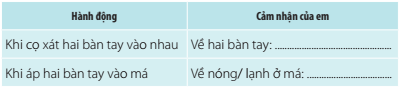 Hành động Cảm nhận của em
Khi cọ xát hai bàn tay vào nhau Về hai bàn tay: ................................................
Khi áp hai bàn tay vào má Về nóng/ lạnh ở má: ...................................